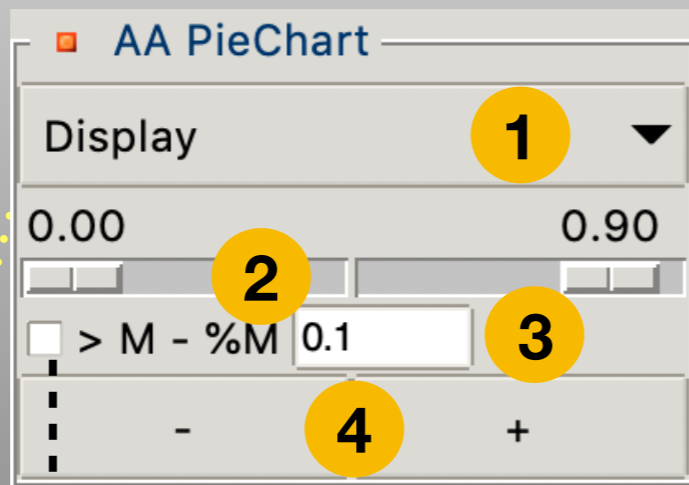 AA PieChart
Display 1
0.00 0.90
2
> M - %M 0.1 3
- 4 +